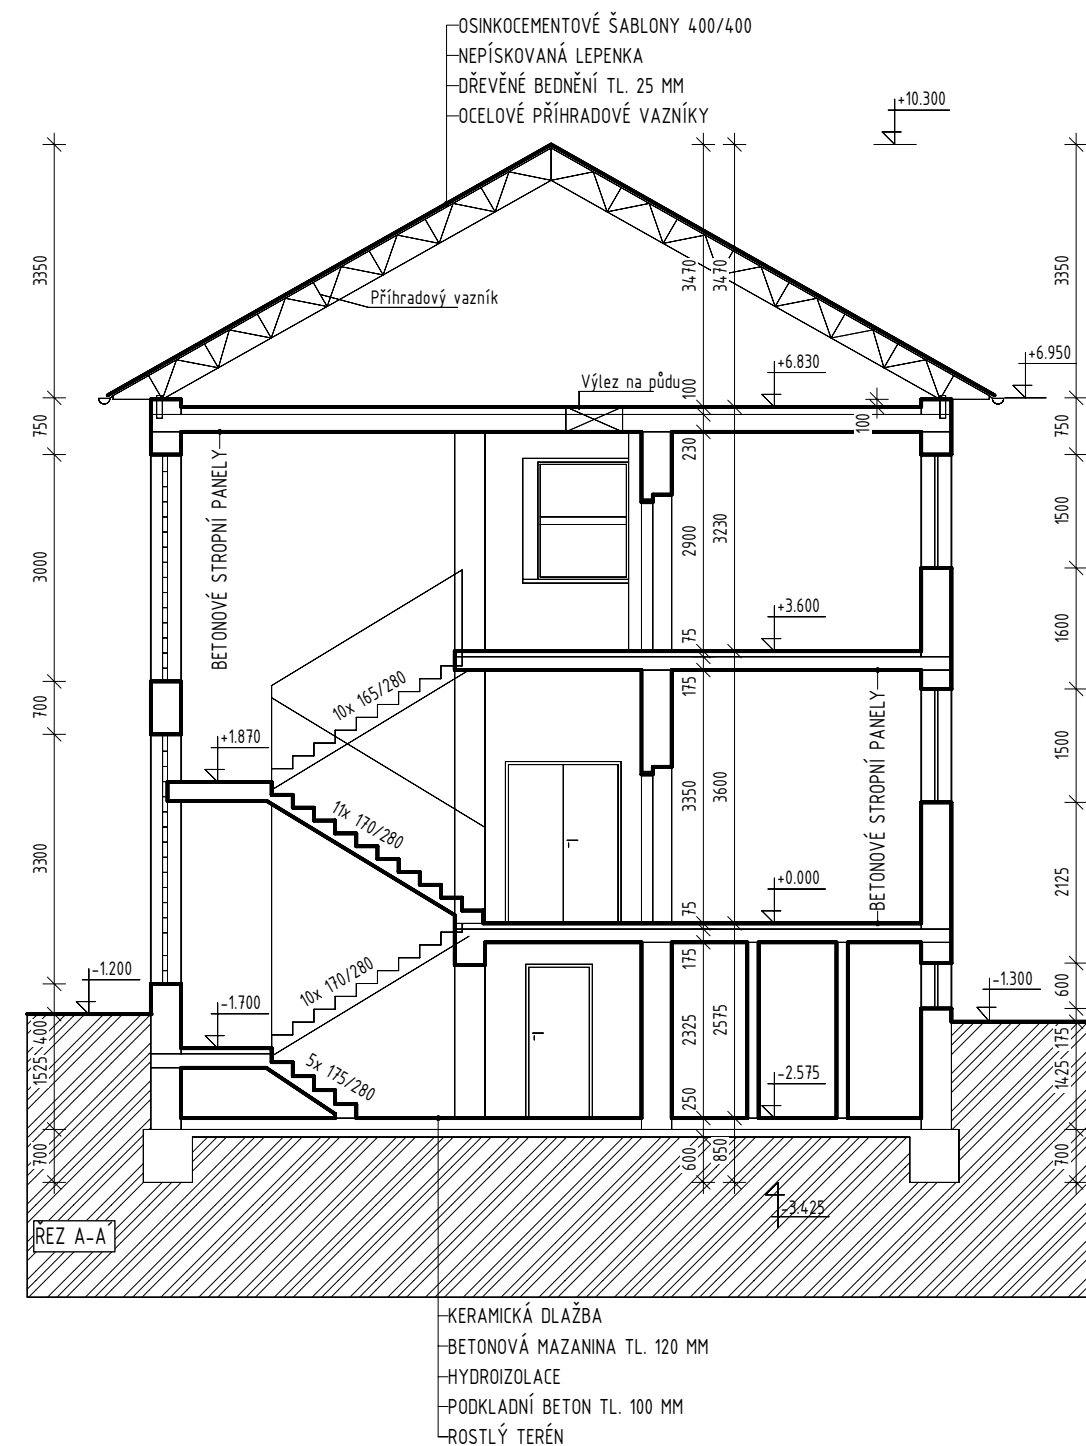 OSINKOCEMENTOVÉ ŠABLONY 400/400
NEPÍSKOVANÁ LEPENKA
DŘEVĚNÉ BEDNĚNÍ TL. 25 MM
OCELOVÉ PŘÍHRADOVÉ VAZNÍKY
+10.300
3350
3470
3470
3350
Příhradový vazník
Výlez na půdu
+6.830
+6.950
100
100
750
750
230
BETONOVÉ STROPNÍ PANELY
3000
2900
3230
1500
+3.600
75
1600
10x 165/280
175
700
+1.870
BETONOVÉ STROPNÍ PANELY
1500
3350
3600
11x 170/280
3300
+0.000
2125
75
-1.200
10x 170/280
175
-1.300
600
-1.700
400
2325
2575
175
1525
5x 175/280
-2.575
1425
250
700
600
850
700
-3.425
ŘEZ A-A´
KERAMICKÁ DLAŽBA
BETONOVÁ MAZANINA TL. 120 MM
HYDROIZOLACE
PODKLADNÍ BETON TL. 100 MM
ROSTLÝ TERÉN